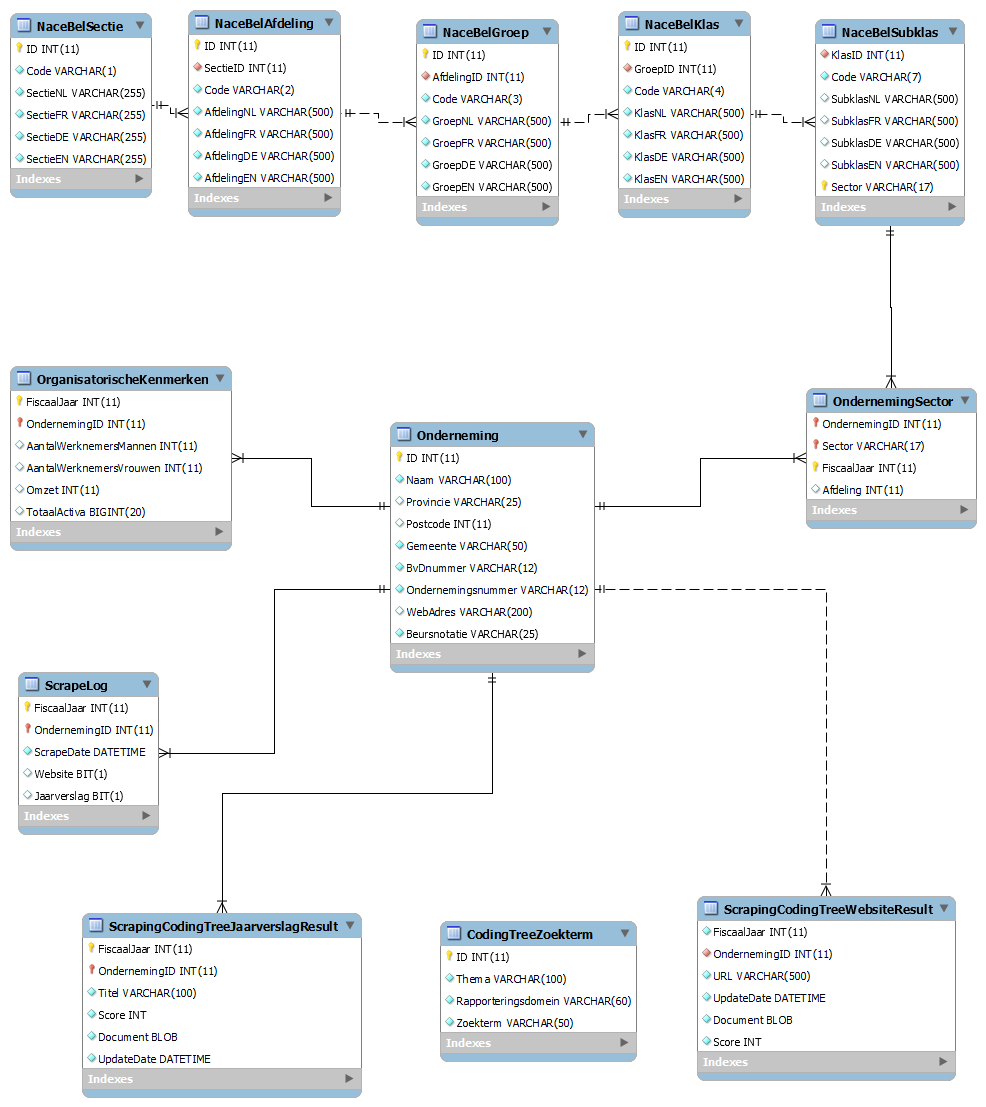 NaceBelSectie
ID INT(11)
Code VARCHAR(1)
SectieNL VARCHAR(255)
SectieFR VARCHAR(255)
SectieDE VARCHAR(255)
SectieEN VARCHAR(255)
Indexes
NaceBelAfdeling
ID INT(11)
SectieID INT(11)
Code VARCHAR(2)
AfdelingNL VARCHAR(500)
AfdelingFR VARCHAR(500)
AfdelingDE VARCHAR(500)
AfdelingEN VARCHAR(500)
Indexes
NaceBelGroep
ID INT(11)
AfdelingID INT(11)
Code VARCHAR(3)
GroepNL VARCHAR(500)
GroepFR VARCHAR(500)
GroepDE VARCHAR(500)
GroepEN VARCHAR(500)
Indexes
NaceBelKlas
ID INT(11)
GroepID INT(11)
Code VARCHAR(4)
KlasNL VARCHAR(500)
KlasFR VARCHAR(500)
KlasDE VARCHAR(500)
KlasEN VARCHAR(500)
Indexes
NaceBelSubklas
KlasID INT(11)
Code VARCHAR(7)
SubklasNL VARCHAR(500)
SubklasFR VARCHAR(500)
SubklasDE VARCHAR(500)
SubklasEN VARCHAR(500)
Sector VARCHAR(17)
Indexes
OrganisatorischeKenmerken
FiscaalJaar INT(11)
OndernemingID INT(11)
AantalWerknemersMannen INT(11)
AantalWerknemersVrouwen INT(11)
Omzet INT(11)
TotaalActiva BIGINT(20)
Indexes
Onderneming
ID INT(11)
Naam VARCHAR(100)
Provincie VARCHAR(25)
Postcode INT(11)
Gemeente VARCHAR(50)
BvDnummer VARCHAR(12)
Ondernemingsnummer VARCHAR(12)
WebAdres VARCHAR(200)
Beursnotatie VARCHAR(25)
Indexes
OndernemingSector
OndernemingID INT(11)
Sector VARCHAR(17)
FiscaalJaar INT(11)
Afdeling INT(11)
Indexes
ScrapeLog
FiscaalJaar INT(11)
OndernemingID INT(11)
ScrapeDate DATETIME
Website BIT(1)
Jaarverslag BIT(1)
Indexes
ScrapingCodingTreeJaarverslagResult
FiscaalJaar INT(11)
OndernemingID INT(11)
Titel VARCHAR(100)
Score INT
Document BLOB
UpdateDate DATETIME
Indexes
CodingTreeZoekterm
ID INT(11)
Thema VARCHAR(100)
Rapporteringsdomein VARCHAR(60)
Zoekterm VARCHAR(50)
Indexes
ScrapingCodingTreeWebsiteResult
FiscaalJaar INT(11)
OndernemingID INT(11)
URL VARCHAR(500)
UpdateDate DATETIME
Document BLOB
Score INT
Indexes